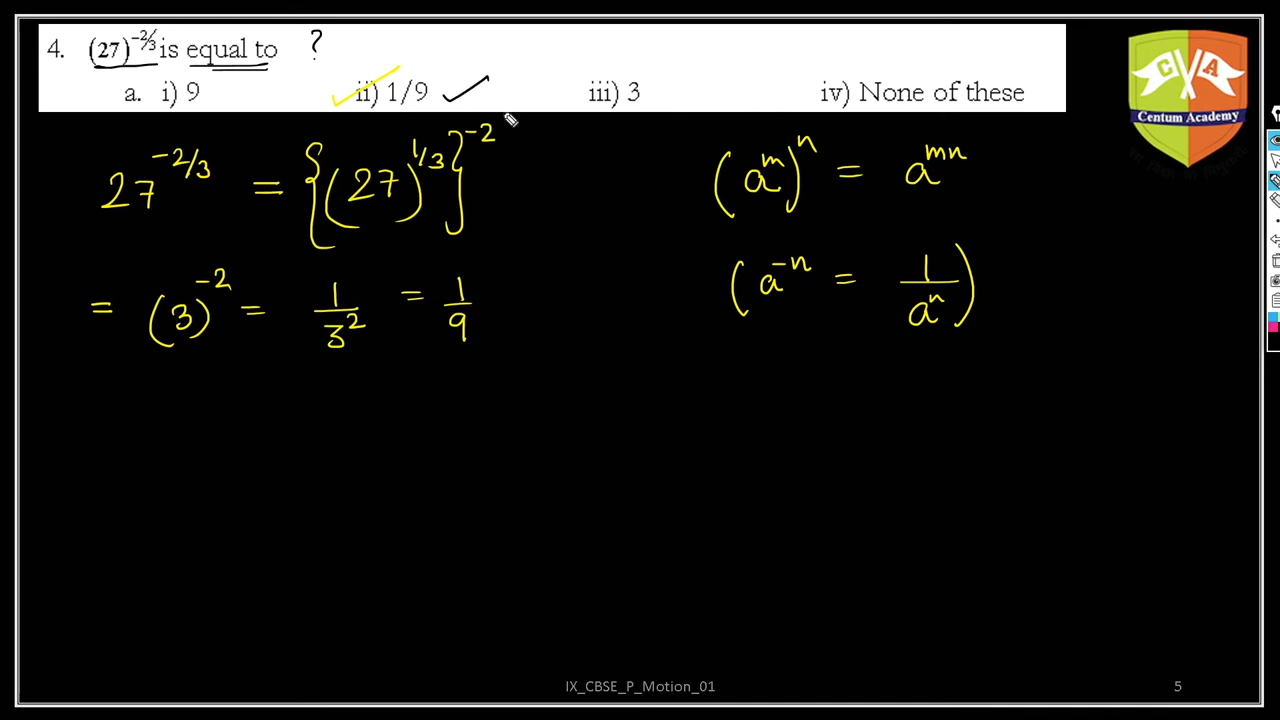 4. (27)^{-2/3} is equal to ?
a. i) 9 ii) 1/9 iii) 3 iv) None of these
C A
Centum Academy
27^{-2/3} = {(27)^{1/3}}^{-2}
(a^m)^n = a^{mn}
= (3)^{-2} = 1/3^2 = 1/9
(a^{-n} = 1/a^n)
IX_CBSE_P_Motion_01
5